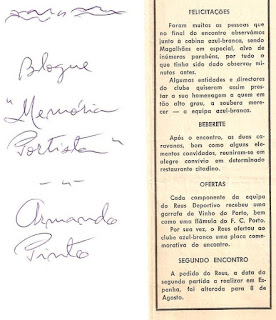 Blogue
"Memória
Portista"
Armando
Pinto
FELICITAÇÕES
Foram muitas as pessoas que
no final do encontro observámos
junto à cabina azul-branca, sendo
Magalhães em especial, alvo de
inúmeros parabéns, por tudo o
que tinha sido dado observar mi-
nutos antes.
Algumas entidades e directores
do clube quiseram assim pres-
tar a sua homenagem a quem em
tão alto grau, a soubera mere-
cer — a equipa azul-branca.
BEBERETE
Após o encontro, as duas ca-
ravanas, bem como alguns ele-
mentos convidados, reuniram-se em
alegre convívio em determinado
restaurante citadino.
OFERTAS
Cada componente da equipa
do Reus Deportivo recebeu uma
garrafa de Vinho do Porto, bem
como uma flâmula do F. C. Porto.
Por sua vez, o Reus ofertou ao
clube azul-branco uma placa come-
morativa do encontro.
SEGUNDO ENCONTRO
A pedido do Reus, a data da
segunda partida a realizar em Es-
panha, foi alterada para 8 de
Agosto.